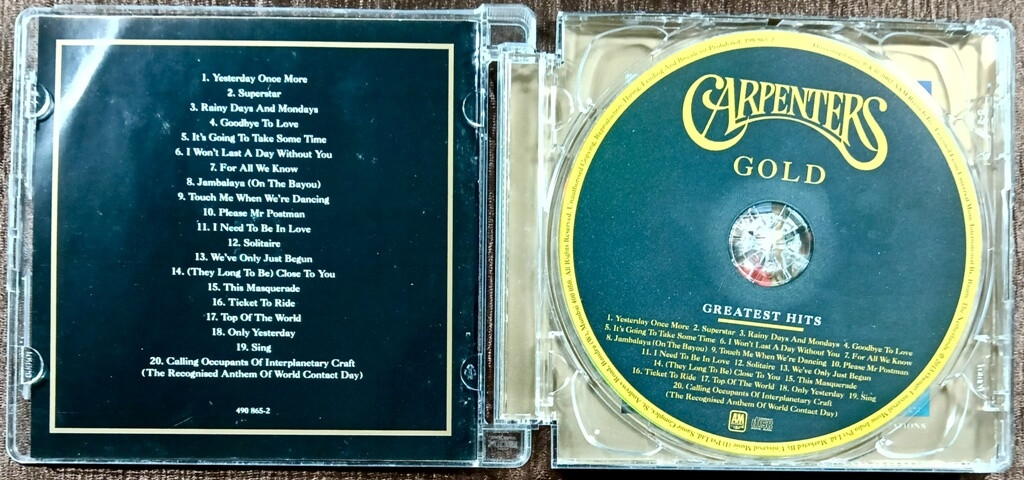 1. Yesterday Once More
2. Superstar
3. Rainy Days And Mondays
4. Goodbye To Love
5. It's Going To Take Some Time
6. I Won't Last A Day Without You
7. For All We Know
8. Jambalaya (On The Bayou)
9. Touch Me When We're Dancing
10. Please Mr Postman
11. I Need To Be In Love
12. Solitaire
13. We've Only Just Begun
14. (They Long To Be) Close To You
15. This Masquerade
16. Ticket To Ride
17. Top Of The World
18. Only Yesterday
19. Sing
20. Calling Occupants Of Interplanetary Craft
(The Recognised Anthem Of World Contact Day)
490 865-2
CARPENTERS
GOLD
GREATEST HITS
1. Yesterday Once More 2. Superstar 3. Rainy Days And Mondays 4. Goodbye To Love
5. It's Going To Take Some Time 6. I Won't Last A Day Without You 7. For All We Know
8. Jambalaya (On The Bayou) 9. Touch Me When We're Dancing 10. Please Mr Postman
11. I Need To Be In Love 12. Solitaire 13. We've Only Just Begun
14. (They Long To Be) Close To You 15. This Masquerade
16. Ticket To Ride 17. Top Of The World 18. Only Yesterday 19. Sing
20. Calling Occupants Of Interplanetary Craft
(The Recognised Anthem Of World Contact Day)
A&M
All Rights Reserved. Unauthorized Copying, Reproduction, Hiring, Lending And Broadcast Prohibited.